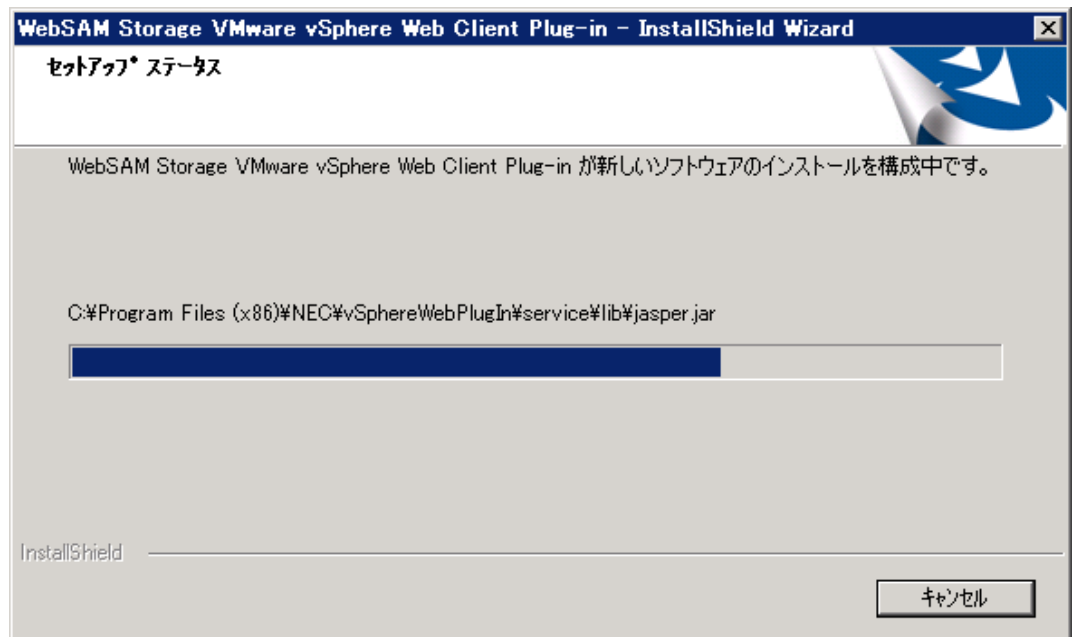 WebSAM Storage VMware vSphere Web Client Plug-in - InstallShield Wizard
ｾｯﾄｱｯﾌﾟ ｽﾃｰﾀｽ
WebSAM Storage VMware vSphere Web Client Plug-in が新しいソフトウェアのインストールを構成中です。
C:¥Program Files (x86)¥NEC¥vSphereWebPlugIn¥service¥lib¥jasper.jar
InstallShield
ｷｬﾝｾﾙ